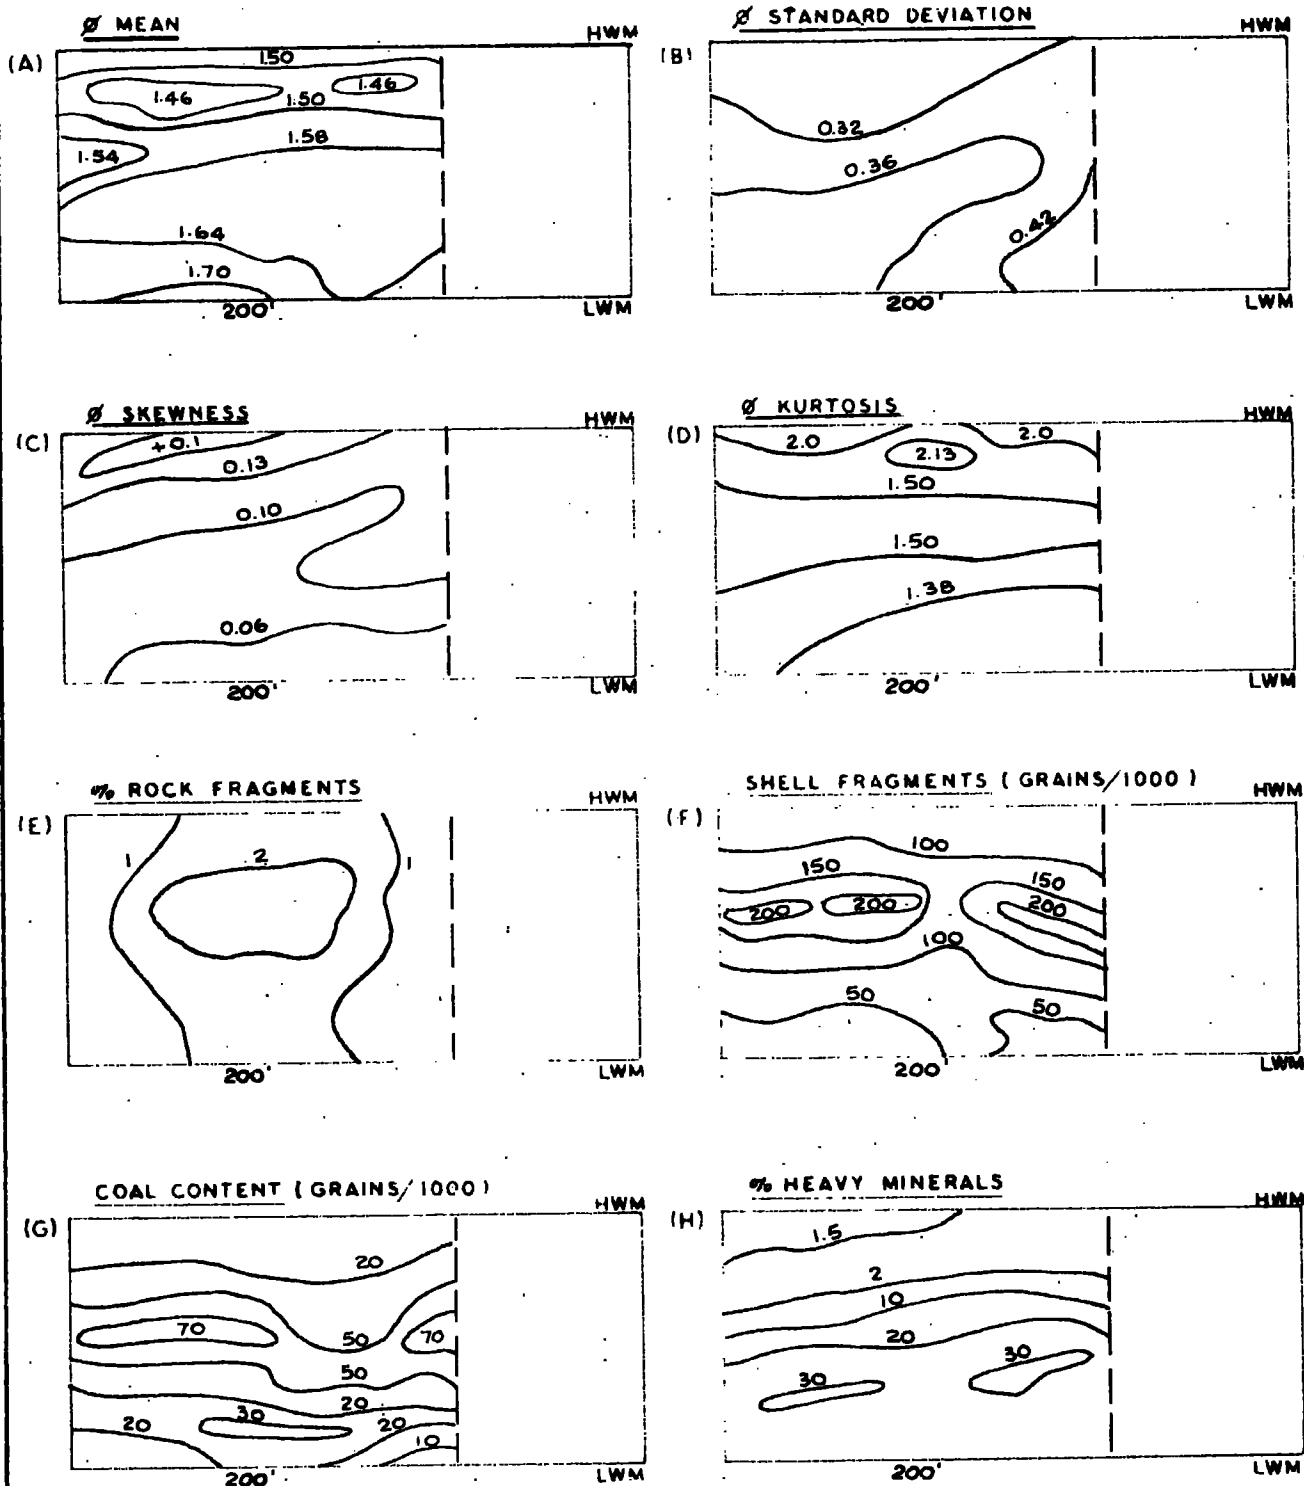 Ø MEAN
HWM
(A)
1.50
1.46
1.46
1.50
1.58
1.54
1.64
1.70
200'
LWM
Ø STANDARD DEVIATION
HWM
(B)
0.32
0.36
0.42
200'
LWM
Ø SKEWNESS
HWM
(C)
+0.1
0.13
0.10
0.06
200'
LWM
Ø KURTOSIS
HWM
(D)
2.0
2.0
2.13
1.50
1.50
1.38
200'
LWM
% ROCK FRAGMENTS
HWM
(E)
1
2
1
200'
LWM
SHELL FRAGMENTS (GRAINS/1000)
HWM
(F)
100
150
150
200
200
200
100
50
50
200'
LWM
COAL CONTENT (GRAINS/1000)
HWM
(G)
20
70
50
70
50
20
30
20
20
10
200'
LWM
% HEAVY MINERALS
HWM
(H)
1.5
2
10
20
30
30
200'
LWM